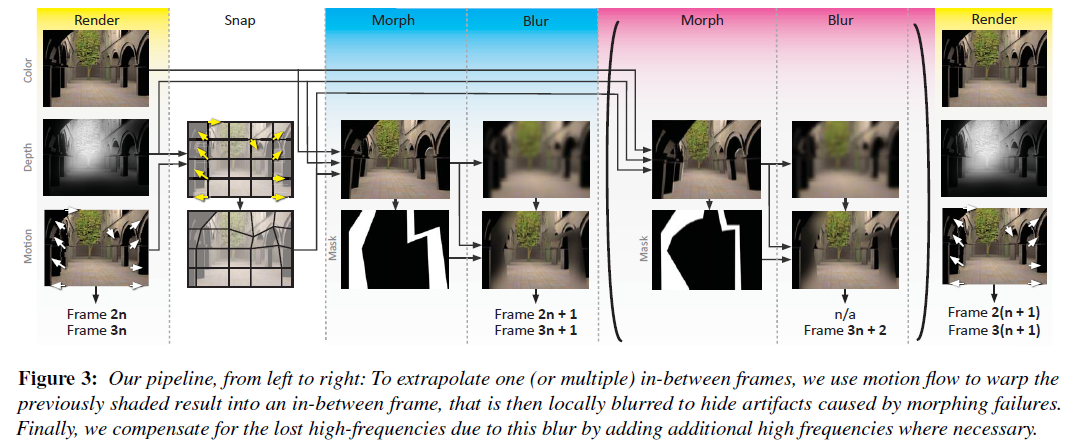 Render Snap Morph Blur Morph Blur Render
Color
Depth
Motion
Mask
Mask
Frame 2n
Frame 3n
Frame 2n + 1
Frame 3n + 1
n/a
Frame 3n + 2
Frame 2(n + 1)
Frame 3(n + 1)
Figure 3: Our pipeline, from left to right: To extrapolate one (or multiple) in-between frames, we use motion flow to warp the
previously shaded result into an in-between frame, that is then locally blurred to hide artifacts caused by morphing failures.
Finally, we compensate for the lost high-frequencies due to this blur by adding additional high frequencies where necessary.